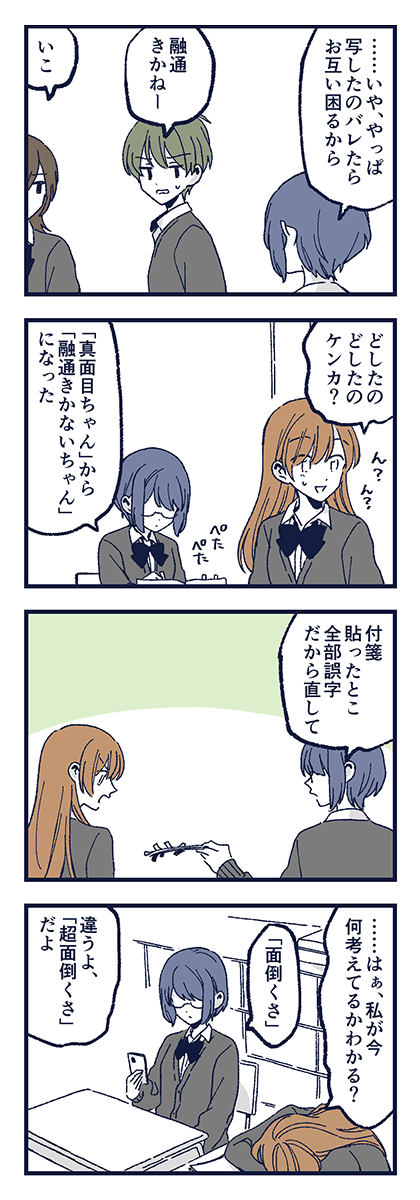 ……いや、やっぱ
写したのバレたら
お互い困るから
融通
きかねー
いこ
どしたの
どしたの
ケンカ？
ん？
ん？
「真面目ちゃん」から
「融通きかないちゃん」
になった
ぺた
ぺた
付箋
貼ったとこ
全部誤字
だから直して
……はぁ、私が今
何考えてるかわかる？
「面倒くさ」
違うよ、
「超面倒くさ」
だよ